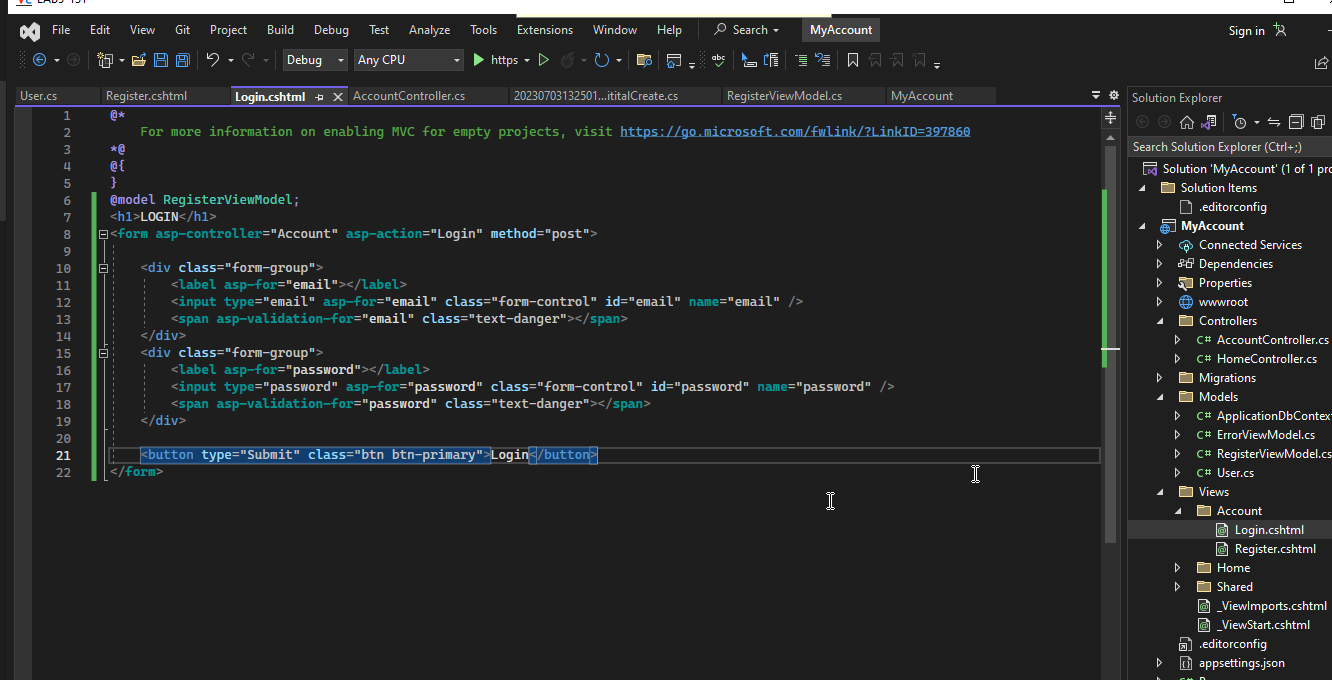 LABS-151
File Edit View Git Project Build Debug Test Analyze Tools Extensions Window Help Search MyAccount Sign in
Debug Any CPU https
User.cs Register.cshtml Login.cshtml AccountController.cs 20230703132501...ititalCreate.cs RegisterViewModel.cs MyAccount
1 @*
2 For more information on enabling MVC for empty projects, visit https://go.microsoft.com/fwlink/?LinkID=397860
3 *@
4 @{
5 }
6 @model RegisterViewModel;
7 <h1>LOGIN</h1>
8 <form asp-controller="Account" asp-action="Login" method="post">
9
10 <div class="form-group">
11 <label asp-for="email"></label>
12 <input type="email" asp-for="email" class="form-control" id="email" name="email" />
13 <span asp-validation-for="email" class="text-danger"></span>
14 </div>
15 <div class="form-group">
16 <label asp-for="password"></label>
17 <input type="password" asp-for="password" class="form-control" id="password" name="password" />
18 <span asp-validation-for="password" class="text-danger"></span>
19 </div>
20
21 <button type="Submit" class="btn btn-primary">Login</button>
22 </form>
Solution Explorer
Search Solution Explorer (Ctrl+;)
Solution 'MyAccount' (1 of 1 pro
Solution Items
.editorconfig
MyAccount
Connected Services
Dependencies
Properties
wwwroot
Controllers
C# AccountController.cs
C# HomeController.cs
Migrations
Models
C# ApplicationDbContex
C# ErrorViewModel.cs
C# RegisterViewModel.cs
C# User.cs
Views
Account
Login.cshtml
Register.cshtml
Home
Shared
_ViewImports.cshtml
_ViewStart.cshtml
.editorconfig
appsettings.json